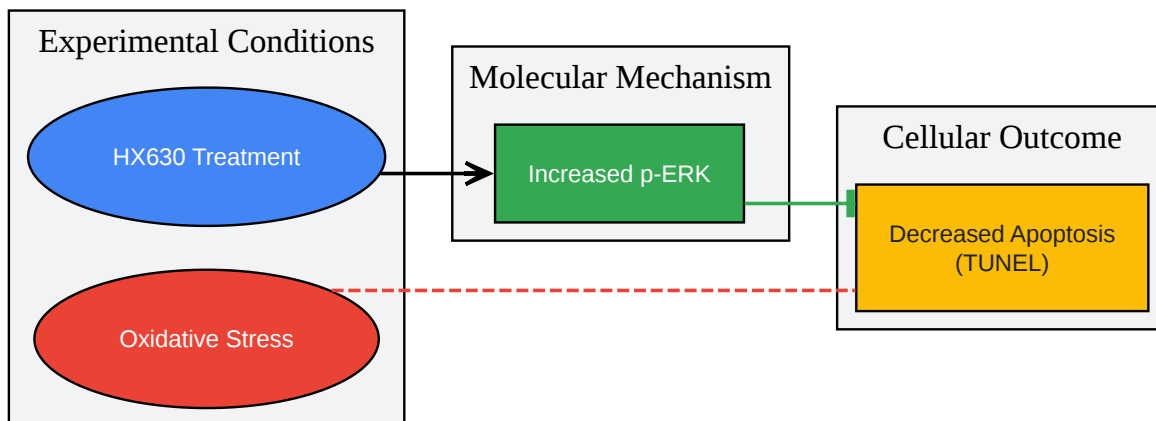 Experimental Conditions
HX630 Treatment
Oxidative Stress
Molecular Mechanism
Increased p-ERK
Cellular Outcome
Decreased Apoptosis
(TUNEL)